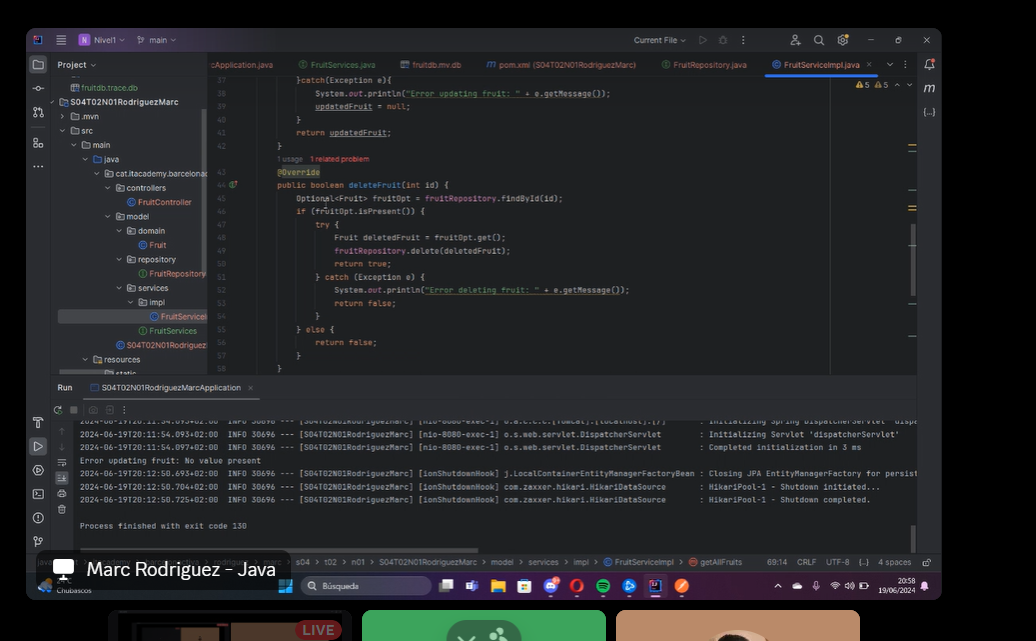 N Nivel1 main Current File
Project
cApplication.java FruitServices.java fruitdb.mv.db pom.xml (S04T02N01RodriguezMarc) FruitRepository.java FruitServiceImpl.java
fruitdb.trace.db
S04T02N01RodriguezMarc
.mvn
src
main
java
cat.itacademy.barcelonac
controllers
FruitController
model
domain
Fruit
repository
FruitRepository
services
impl
FruitServiceI
FruitServices
S04T02N01Rodriguez
resources
static
5 5
37 }catch(Exception e){
38 System.out.println("Error updating fruit: " + e.getMessage());
39 updatedFruit = null;
40 }
41 return updatedFruit;
42 }
1 usage 1 related problem
43 @Override
44 public boolean deleteFruit(int id) {
45 Optional<Fruit> fruitOpt = fruitRepository.findById(id);
46 if (fruitOpt.isPresent()) {
47 try {
48 Fruit deletedFruit = fruitOpt.get();
49 fruitRepository.delete(deletedFruit);
50 return true;
51 } catch (Exception e) {
52 System.out.println("Error deleting fruit: " + e.getMessage());
53 return false;
54 }
55 } else {
56 return false;
57 }
58 }
Run S04T02N01RodriguezMarcApplication
2024-06-19T20:11:54.093+02:00 INFO 30696 --- [S04T02N01RodriguezMarc] [nio-8080-exec-1] o.a.c.c.C.[Tomcat].[localhost].[/] : Initializing Spring DispatcherServlet 'dispa
2024-06-19T20:11:54.093+02:00 INFO 30696 --- [S04T02N01RodriguezMarc] [nio-8080-exec-1] o.s.web.servlet.DispatcherServlet : Initializing Servlet 'dispatcherServlet'
2024-06-19T20:11:54.097+02:00 INFO 30696 --- [S04T02N01RodriguezMarc] [nio-8080-exec-1] o.s.web.servlet.DispatcherServlet : Completed initialization in 3 ms
Error updating fruit: No value present
2024-06-19T20:12:50.693+02:00 INFO 30696 --- [S04T02N01RodriguezMarc] [ionShutdownHook] j.LocalContainerEntityManagerFactoryBean : Closing JPA EntityManagerFactory for persist
2024-06-19T20:12:50.704+02:00 INFO 30696 --- [S04T02N01RodriguezMarc] [ionShutdownHook] com.zaxxer.hikari.HikariDataSource : HikariPool-1 - Shutdown initiated...
2024-06-19T20:12:50.725+02:00 INFO 30696 --- [S04T02N01RodriguezMarc] [ionShutdownHook] com.zaxxer.hikari.HikariDataSource : HikariPool-1 - Shutdown completed.
Process finished with exit code 130
s04 t02 n01 S04T02N01RodriguezMarc model services impl FruitServiceImpl getAllFruits 69:14 CRLF UTF-8 4 spaces
Marc Rodriguez - Java
Chubascos
Búsqueda
20:58
19/06/2024
LIVE